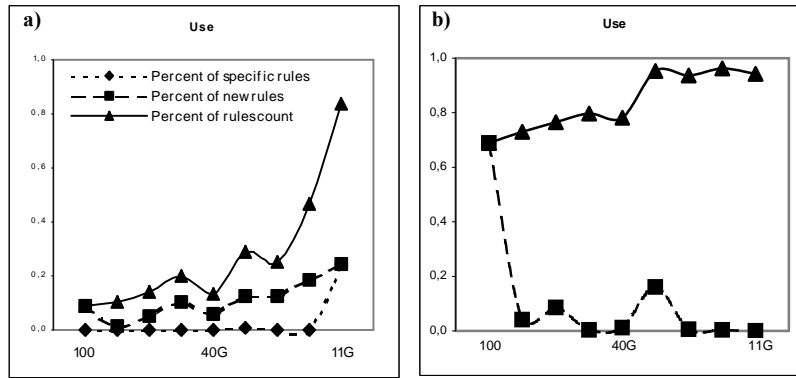 a)
Use
1,0
Percent of specific rules
Percent of new rules
Percent of rulescount
0,8
0,6
0,4
0,2
0,0
100 40G 11G
b)
Use
1,0
0,8
0,6
0,4
0,2
0,0
100 40G 11G